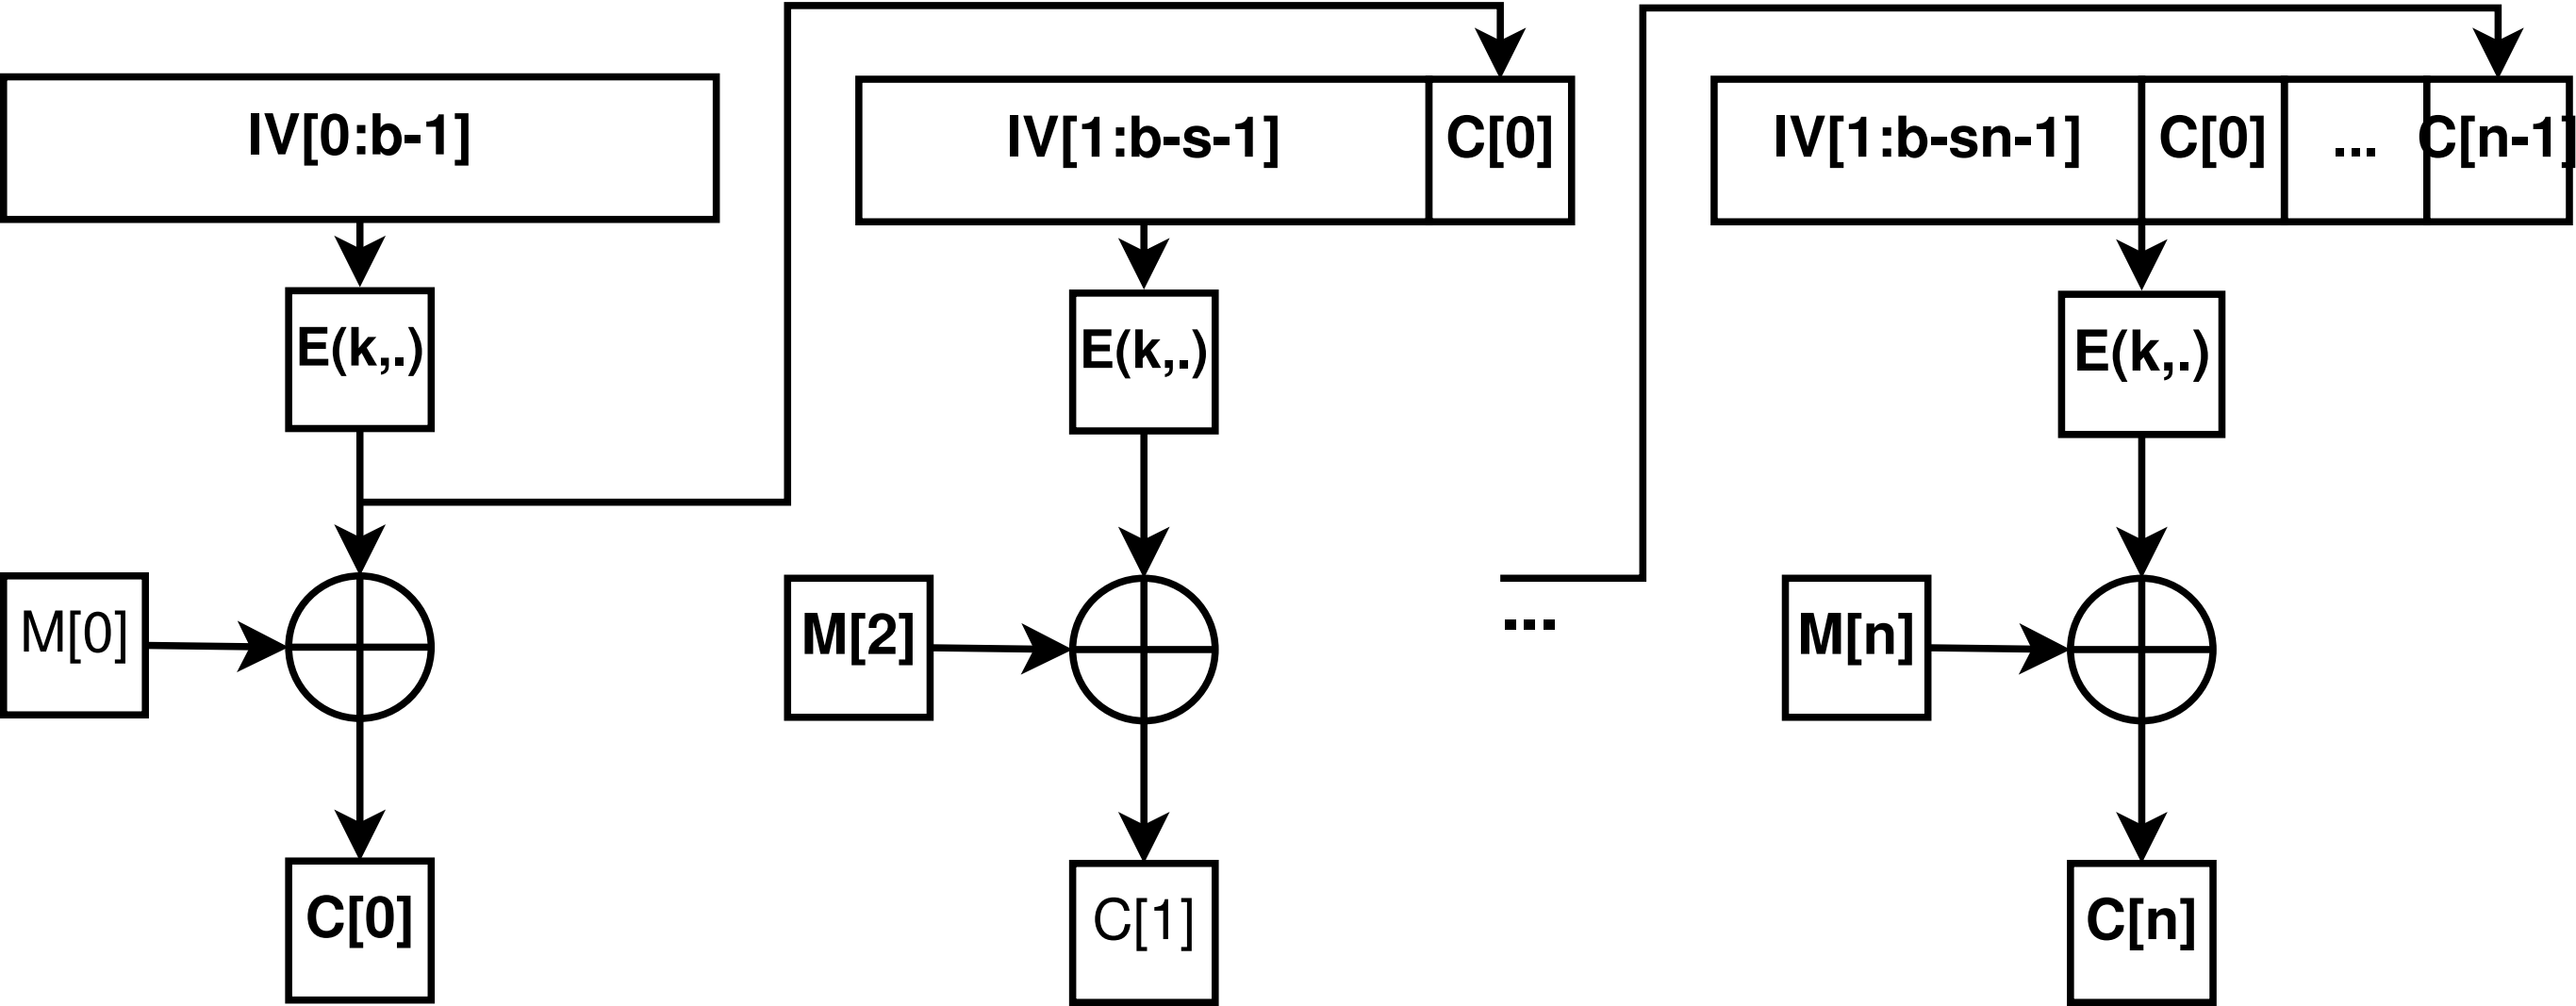 IV[0:b-1]
IV[1:b-s-1]
C[0]
IV[1:b-sn-1]
C[0]
...
C[n-1]
E(k,.)
E(k,.)
E(k,.)
M[0]
M[2]
...
M[n]
C[0]
C[1]
C[n]